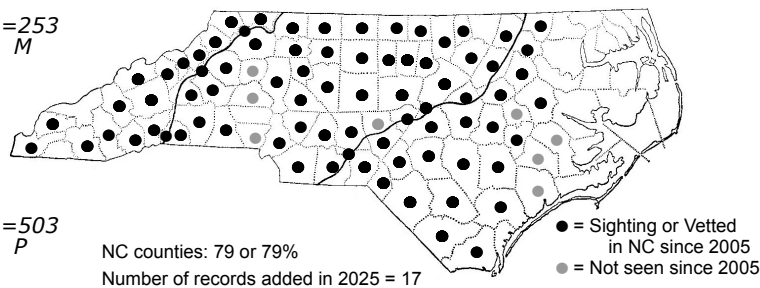 =253
M
=503
P
NC counties: 79 or 79%
Number of records added in 2025 = 17
= Sighting or Vetted
in NC since 2005
= Not seen since 2005